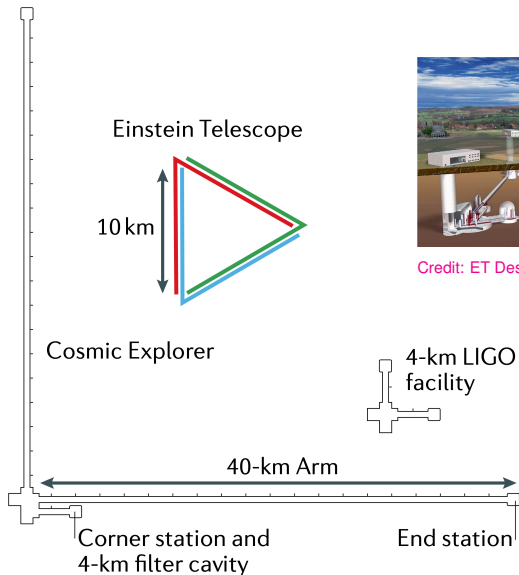 Einstein Telescope
10 km
Credit: ET Des
Cosmic Explorer
4-km LIGO
facility
40-km Arm
Corner station and
4-km filter cavity
End station